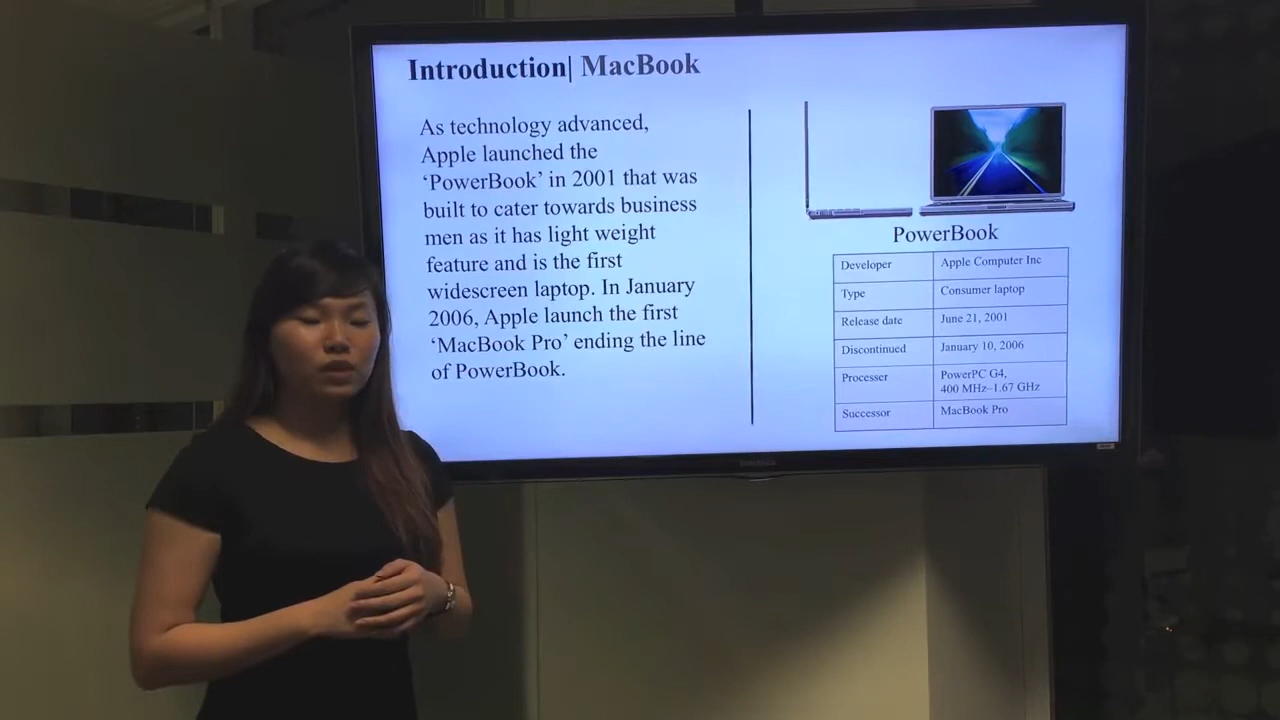 Introduction| MacBook
As technology advanced,
Apple launched the
‘PowerBook’ in 2001 that was
built to cater towards business
men as it has light weight
feature and is the first
widescreen laptop. In January
2006, Apple launch the first
‘MacBook Pro’ ending the line
of PowerBook.
PowerBook
Developer Apple Computer Inc
Type Consumer laptop
Release date June 21, 2001
Discontinued January 10, 2006
Processer PowerPC G4,
400 MHz–1.67 GHz
Successor MacBook Pro